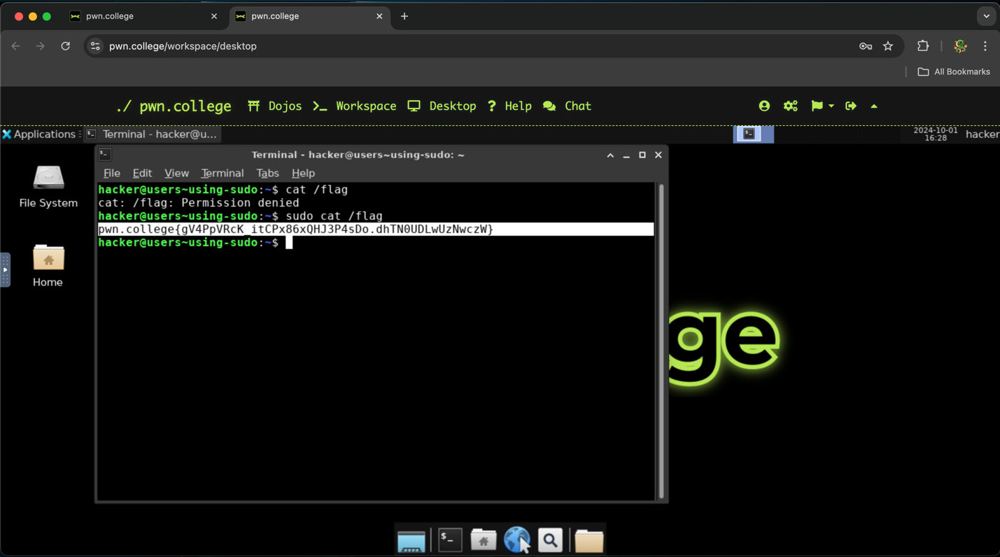 pwn.college
pwn.college
pwn.college/workspace/desktop
All Bookmarks
./ pwn.college Dojos Workspace Desktop ? Help Chat
Applications Terminal - hacker@u... 2024-10-01 16:28 hacker
Terminal - hacker@users~using-sudo: ~
File Edit View Terminal Tabs Help
hacker@users~using-sudo:~$ cat /flag
cat: /flag: Permission denied
hacker@users~using-sudo:~$ sudo cat /flag
pwn.college{gV4PpVRcK_itCPx86xQHJ3P4sDo.dhTN0UDLwUzNwczW}
hacker@users~using-sudo:~$
File System
Home
ge